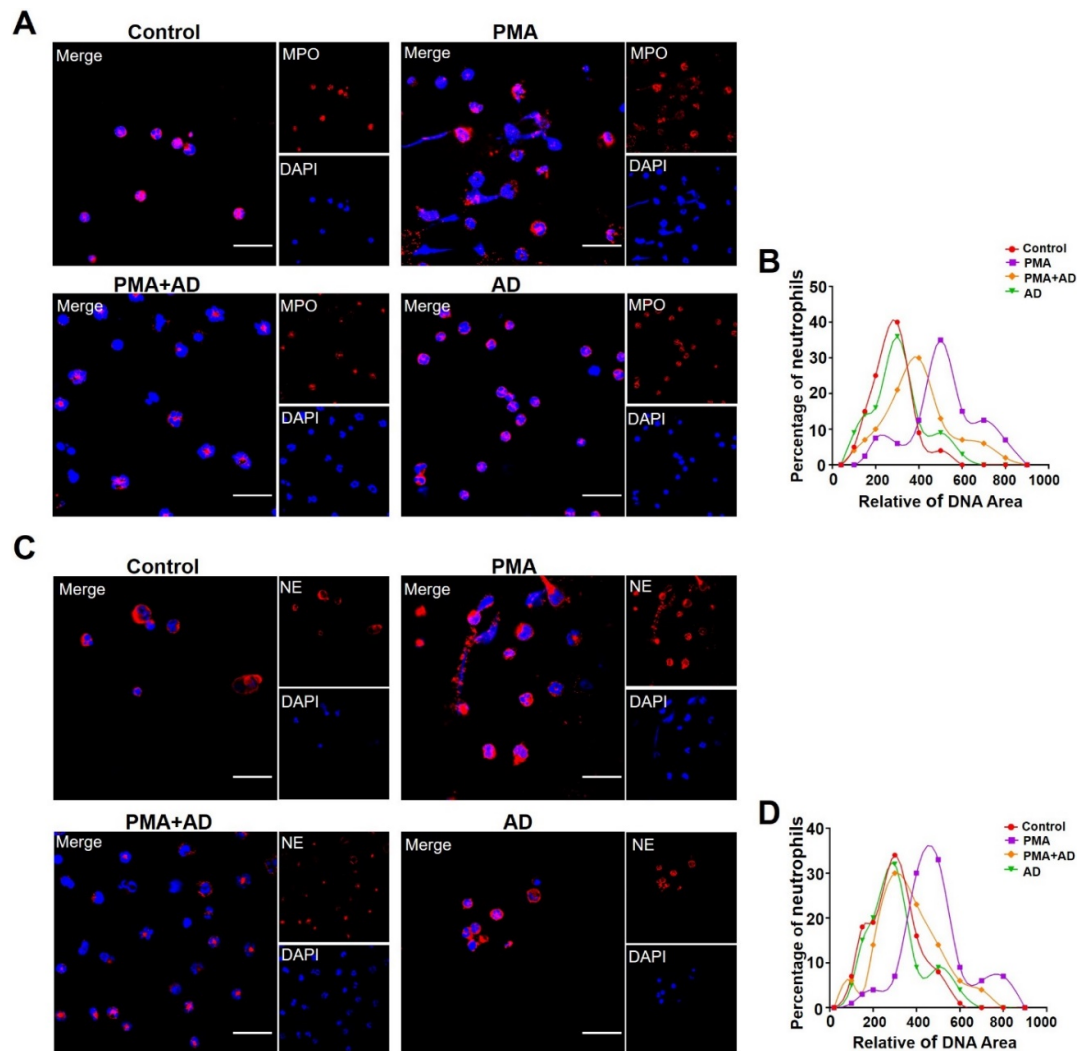 A
Control
PMA
Merge
MPO
DAPI
Merge
MPO
DAPI
PMA+AD
AD
Merge
MPO
DAPI
Merge
MPO
DAPI
B
Control
PMA
PMA+AD
AD
Percentage of neutrophils
50
40
30
20
10
0
0 200 400 600 800 1000
Relative of DNA Area
C
Control
PMA
Merge
NE
DAPI
Merge
NE
DAPI
PMA+AD
AD
Merge
NE
DAPI
Merge
NE
DAPI
D
Control
PMA
PMA+AD
AD
Percentage of neutrophils
40
30
20
10
0
0 200 400 600 800 1000
Relative of DNA Area